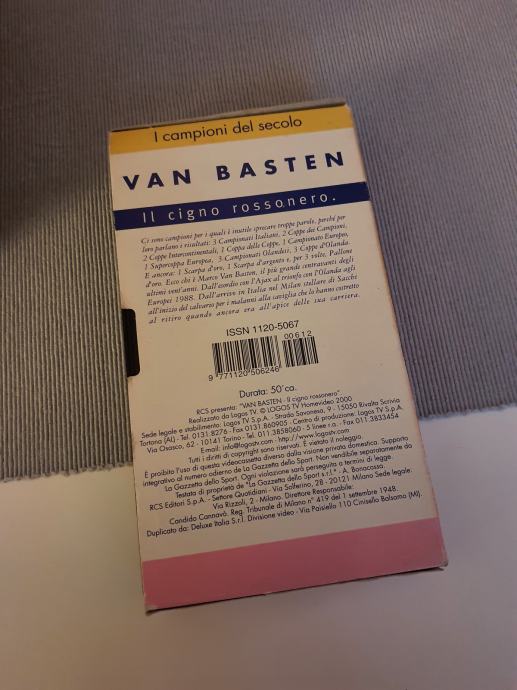 I campioni del secolo
VAN BASTEN
Il cigno rossonero.
Ci sono campioni per i quali è inutile sprecare troppe parole, perché per
loro parlano i risultati: 3 Campionati Italiani, 2 Coppe dei Campioni,
2 Coppe Intercontinentali, 1 Coppa delle Coppe, 1 Campionato Europeo,
1 Supercoppa Europea, 3 Campionati Olandesi, 3 Coppe d'Olanda.
E ancora: 1 Scarpa d'oro, 1 Scarpa d'argento e, per 3 volte, Pallone
d'oro. Ecco chi è Marco Van Basten, il più grande centravanti degli
ultimi vent'anni. Dall'esordio con l'Ajax al trionfo con l'Olanda agli
Europei 1988. Dall'arrivo in Italia nel Milan stellare di Sacchi
all'inizio del calvario per i malanni alla caviglia che lo hanno costretto
al ritiro quando ancora era all'apice della sua carriera.
ISSN 1120-5067
00612
9 771120 506246
Durata: 50' ca.
RCS presenta: "VAN BASTEN - Il cigno rossonero"
Realizzato da Logos TV. © LOGOS TV Homevideo 2000
Sede legale e stabilimento: Logos TV S.p.A. - Strada Savonesa, 9 - 15050 Rivalta Scrivia
Tortona (AL) - Tel. 0131 8276 - Fax 0131 860905 - Centro di produzione: Logos TV S.p.A.
Via Osasco, 62 - 10141 Torino - Tel. 011 3858060 - 5 linee r.a. - Fax 011 3833454
Email: info@logostv.com - http://www.logostv.com
Tutti i diritti di copyright sono riservati. È vietato il noleggio.
È proibito l'uso di questa videocassetta diverso dalla visione privata domestica. Supporto
integrativo al numero odierno de La Gazzetta dello Sport. Non vendibile separatamente da
La Gazzetta dello Sport. Ogni violazione sarà perseguita a termini di legge.
Testata di proprietà de "La Gazzetta dello Sport s.r.l." - A. Bonacossa.
RCS Editori S.p.A. - Settore Quotidiani - Via Solferino, 28 - 20121 Milano Sede legale:
Via Rizzoli, 2 - Milano. Direttore Responsabile:
Candido Cannavò. Reg. Tribunale di Milano n° 419 del 1 settembre 1948.
Duplicato da: Deluxe Italia S.r.l. Divisione video - Via Paisiello 110 Cinisello Balsamo (MI).